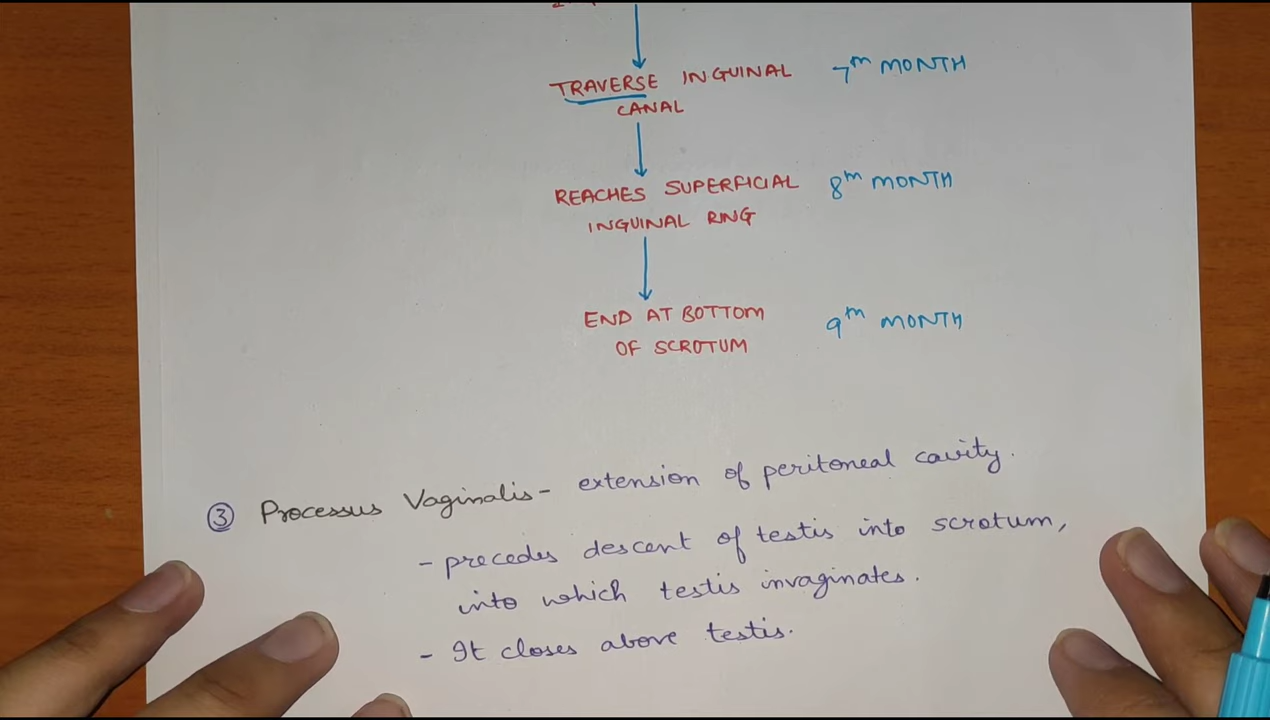 TRAVERSE INGUINAL 7th MONTH
CANAL
REACHES SUPERFICIAL 8th MONTH
INGUINAL RING
END AT BOTTOM 9th MONTH
OF SCROTUM
③ Processus Vaginalis - extension of peritoneal cavity.
- precedes descent of testis into scrotum,
into which testis invaginates.
- It closes above testis.